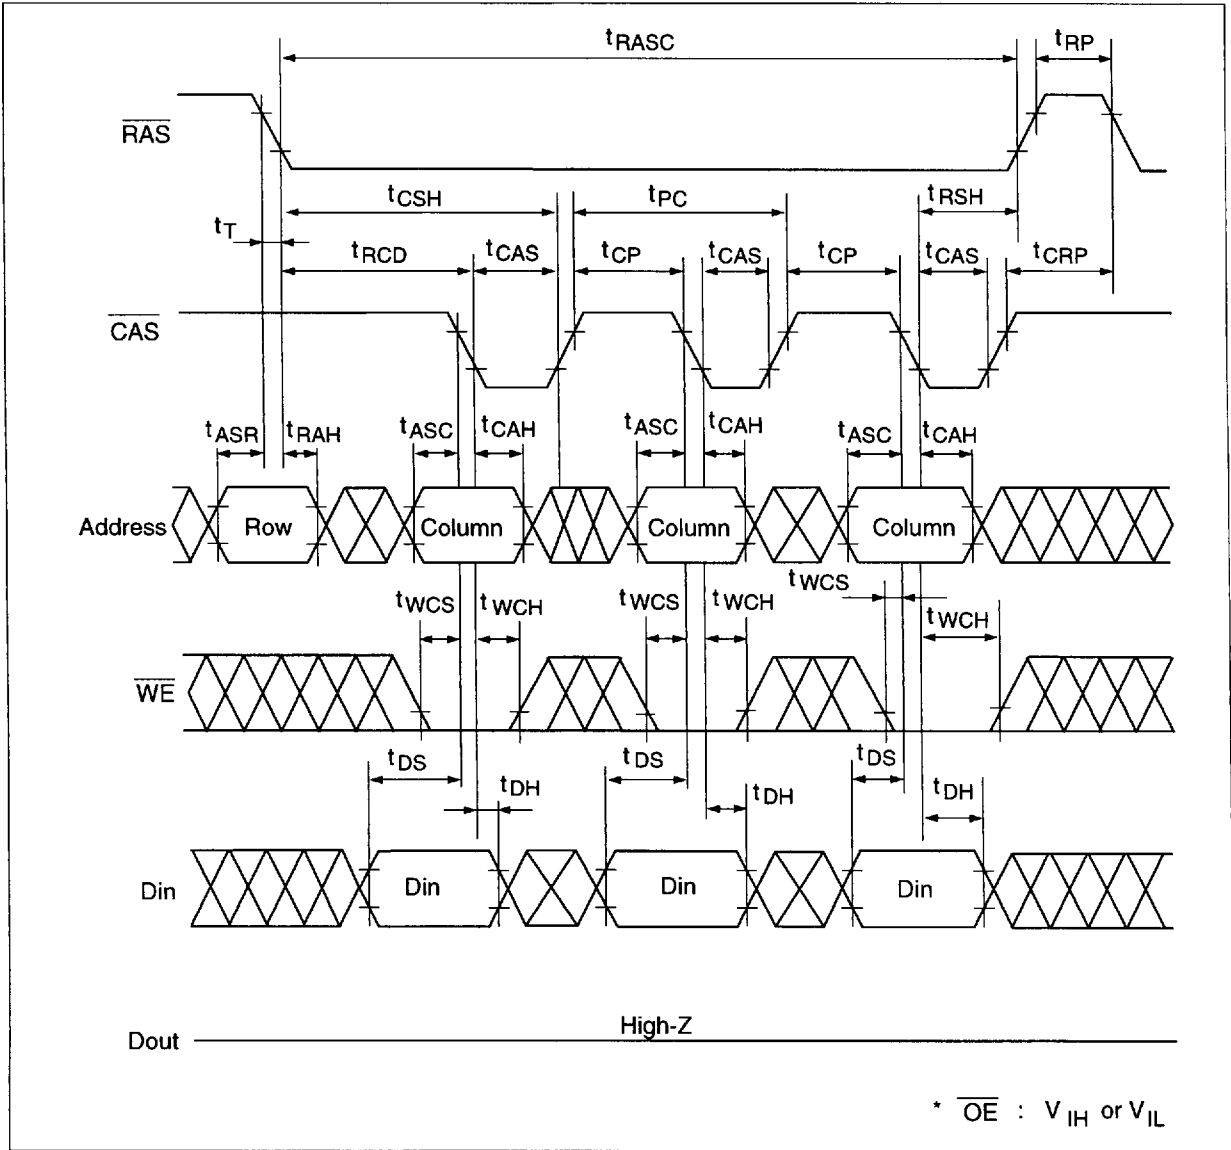 tRASC tRP
RAS
tCSH tPC tRSH
tT
tRCD tCAS tCP tCAS tCP tCAS tCRP
CAS
tASR tRAH tASC tCAH tASC tCAH tASC tCAH
Address Row Column Column Column
tWCS tWCH tWCS tWCH tWCS tWCH
WE
tDS tDH tDS tDH tDS tDH
Din Din Din Din
High-Z
Dout
* OE : VIH or VIL